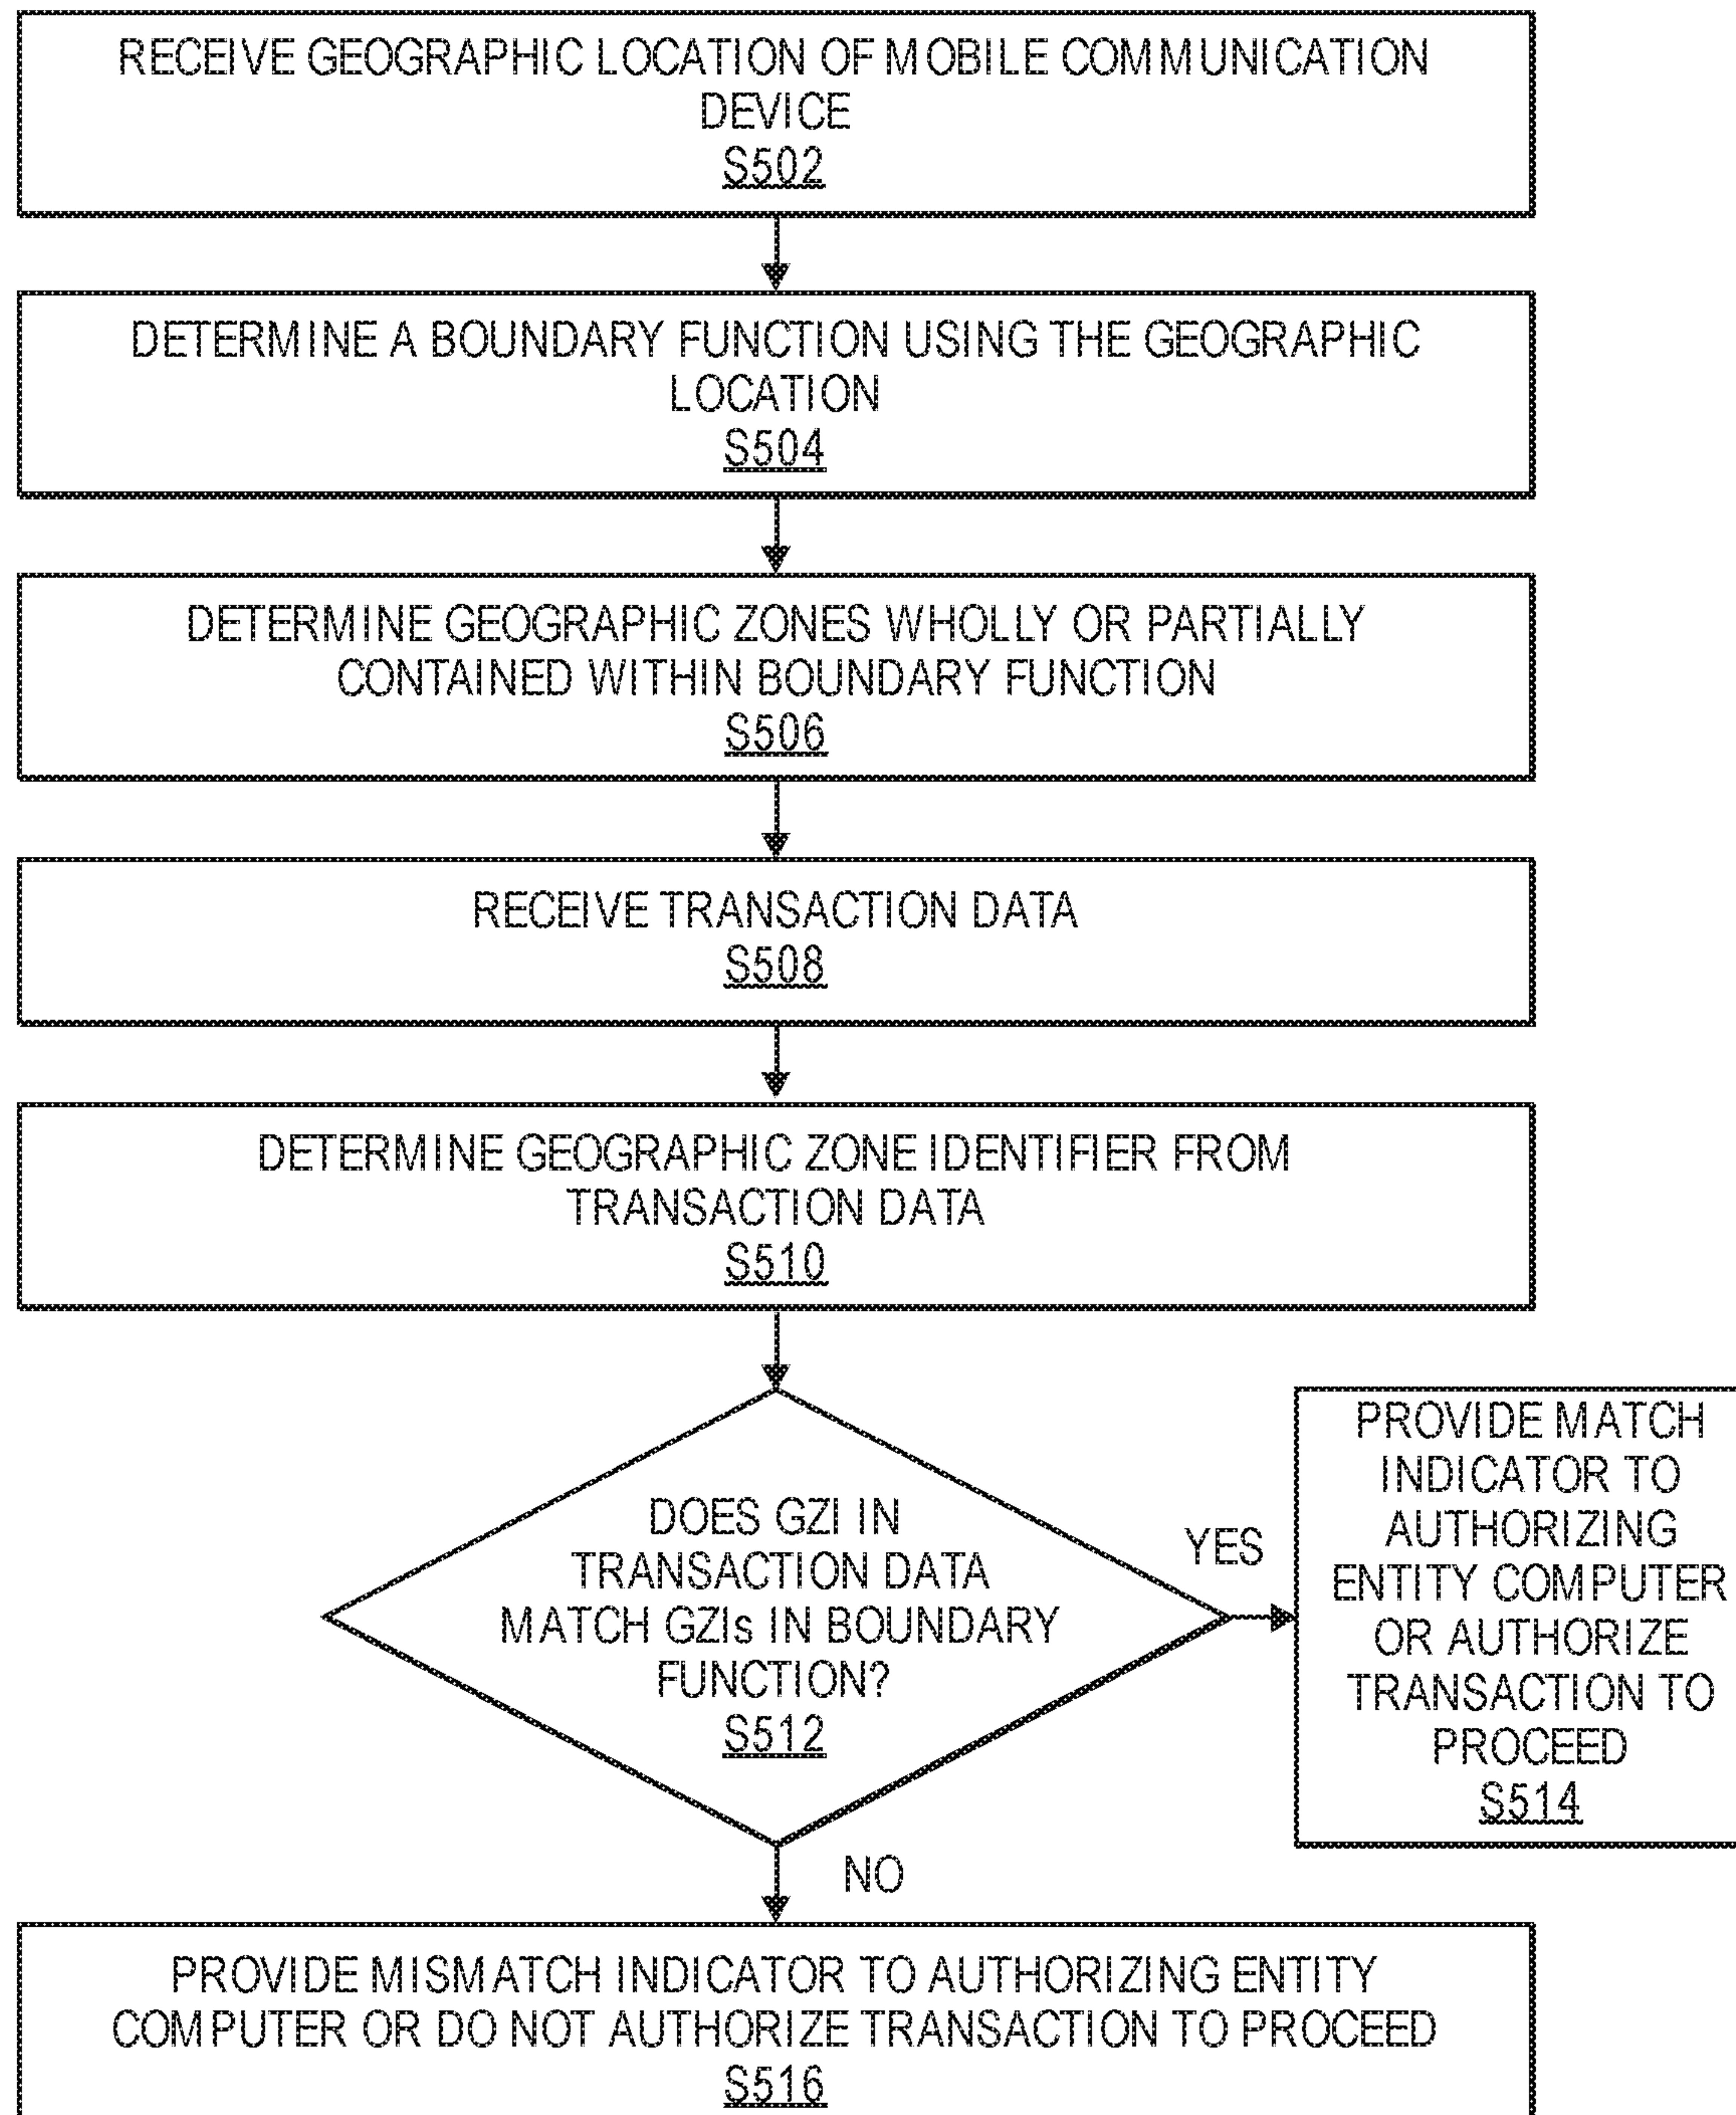 RECEIVE GEOGRAPHIC LOCATION OF MOBILE COMMUNICATION
DEVICE
S502
DETERMINE A BOUNDARY FUNCTION USING THE GEOGRAPHIC
LOCATION
S504
DETERMINE GEOGRAPHIC ZONES WHOLLY OR PARTIALLY
CONTAINED WITHIN BOUNDARY FUNCTION
S506
RECEIVE TRANSACTION DATA
S508
DETERMINE GEOGRAPHIC ZONE IDENTIFIER FROM
TRANSACTION DATA
S510
DOES GZI IN
TRANSACTION DATA
MATCH GZIs IN BOUNDARY
FUNCTION?
S512
YES
PROVIDE MATCH
INDICATOR TO
AUTHORIZING
ENTITY COMPUTER
OR AUTHORIZE
TRANSACTION TO
PROCEED
S514
NO
PROVIDE MISMATCH INDICATOR TO AUTHORIZING ENTITY
COMPUTER OR DO NOT AUTHORIZE TRANSACTION TO PROCEED
S516